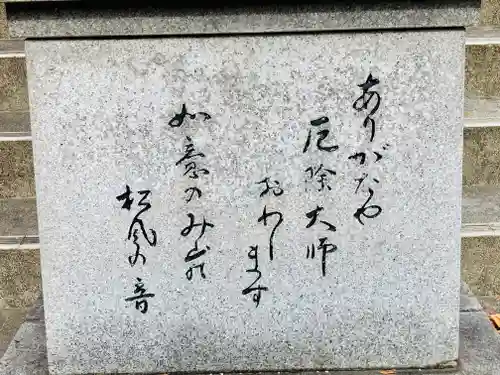 ありがたや
厄除大師
おわします
如意のみ山の
松風の音